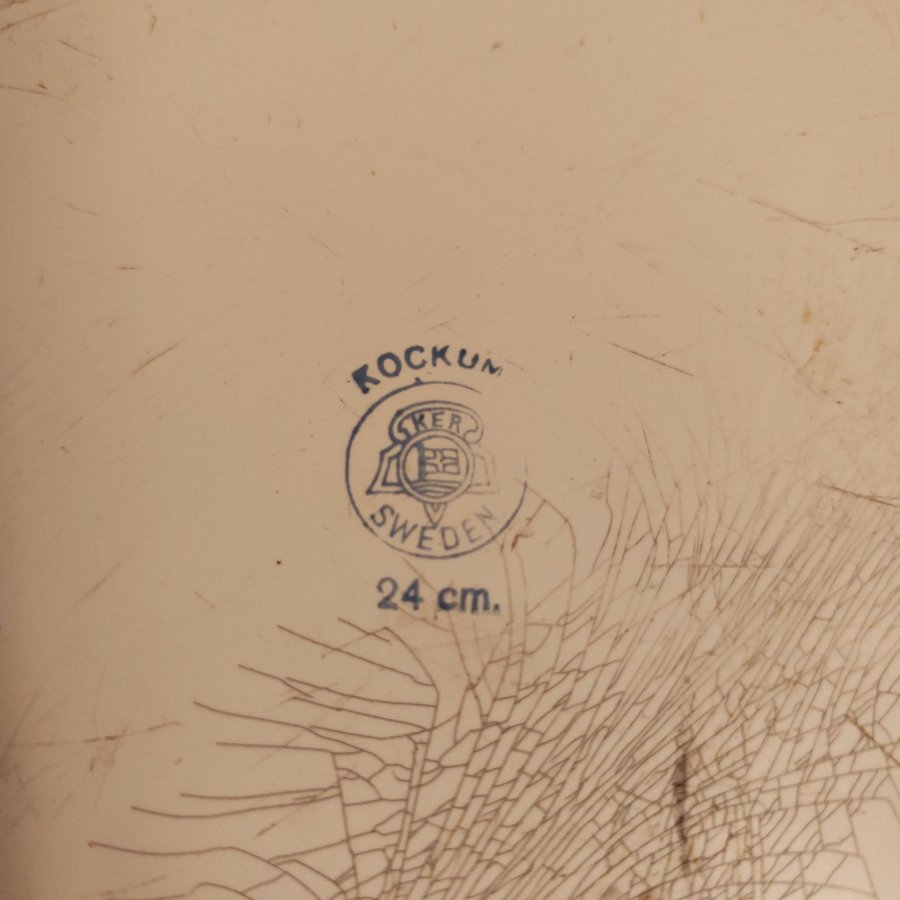 KOCKUM
KER
SWEDEN
24 cm.